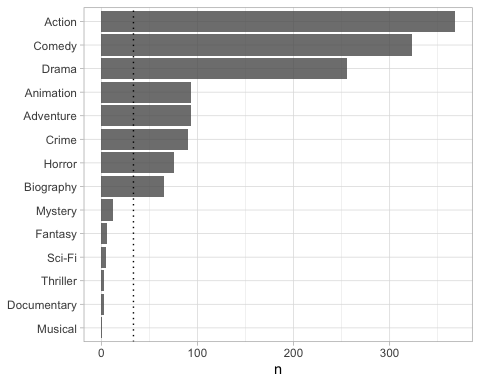 Action
Comedy
Drama
Animation
Adventure
Crime
Horror
Biography
Mystery
Fantasy
Sci-Fi
Thriller
Documentary
Musical
0 100 200 300
n